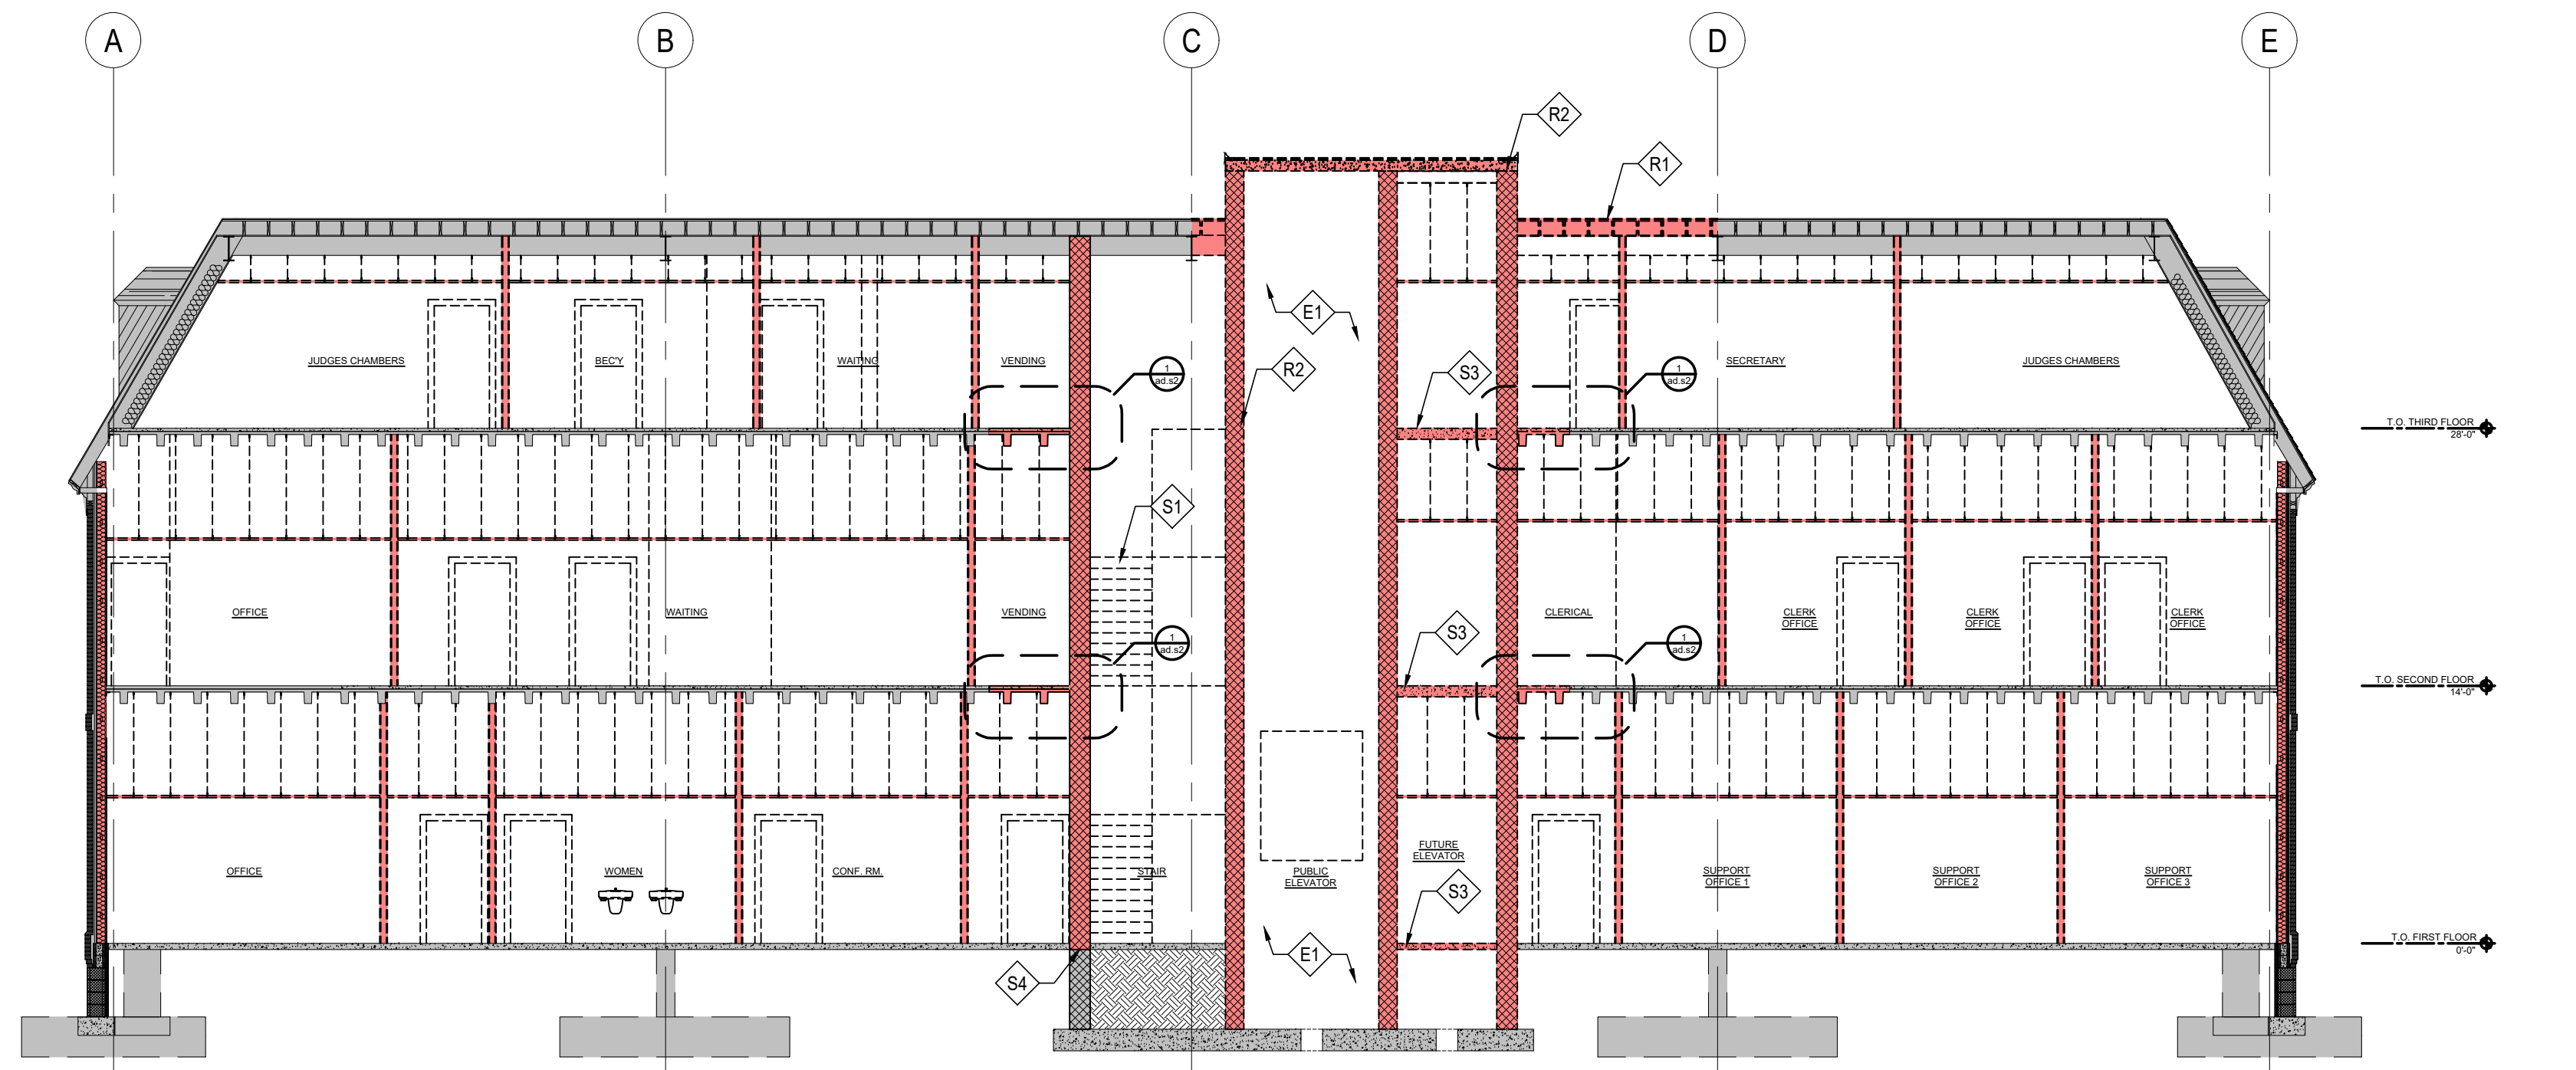 A
B
C
D
E
R2
R1
E1
R2
S3
1
ad.s2
1
ad.s2
JUDGES CHAMBERS
BEC'Y
WAITING
VENDING
SECRETARY
JUDGES CHAMBERS
T.O. THIRD FLOOR
28'-0"
S1
OFFICE
WAITING
VENDING
CLERICAL
CLERK
OFFICE
CLERK
OFFICE
CLERK
OFFICE
1
ad.s2
S3
1
ad.s2
T.O. SECOND FLOOR
14'-0"
OFFICE
WOMEN
CONF. RM.
STAIR
PUBLIC
ELEVATOR
FUTURE
ELEVATOR
S3
SUPPORT
OFFICE 1
SUPPORT
OFFICE 2
SUPPORT
OFFICE 3
T.O. FIRST FLOOR
0'-0"
S4
E1